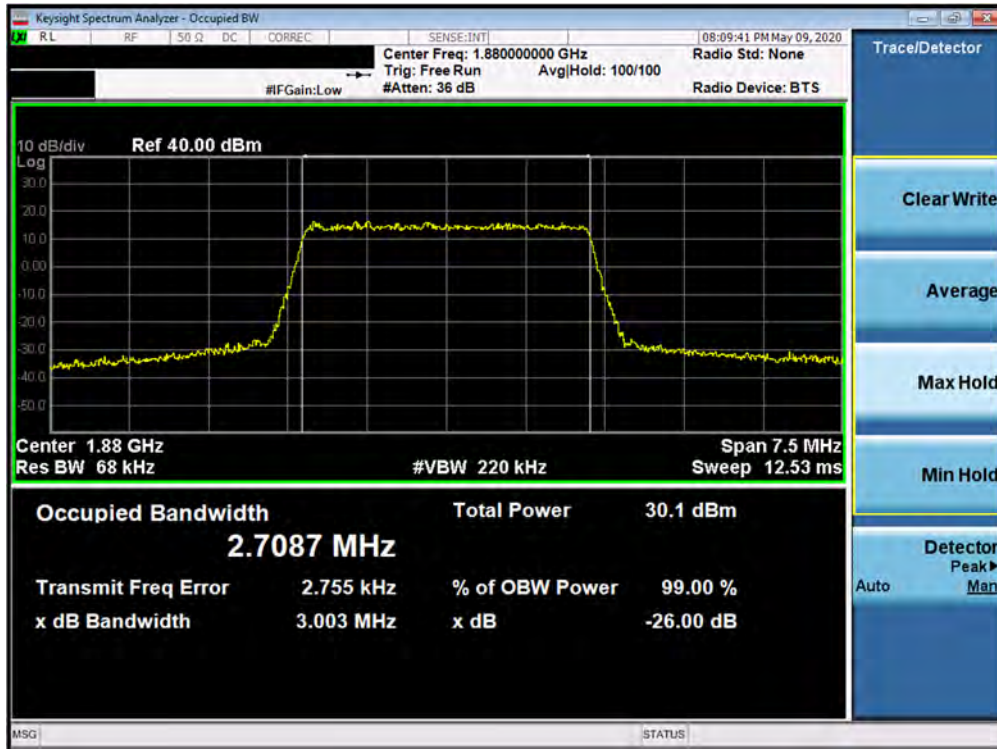 Keysight Spectrum Analyzer - Occupied BW
LXI RL RF 50 Ω DC CORREC SENSE:INT 08:09:41 PM May 09, 2020
Center Freq: 1.880000000 GHz Radio Std: None
Trig: Free Run Avg|Hold: 100/100
#IFGain:Low #Atten: 36 dB Radio Device: BTS
Trace/Detector
10 dB/div Ref 40.00 dBm
Log
30.0
20.0
10.0
0.00
-10.0
-20.0
-30.0
-40.0
-50.0
Center 1.88 GHz Span 7.5 MHz
Res BW 68 kHz #VBW 220 kHz Sweep 12.53 ms
Occupied Bandwidth Total Power 30.1 dBm
2.7087 MHz
Transmit Freq Error 2.755 kHz % of OBW Power 99.00 %
x dB Bandwidth 3.003 MHz x dB -26.00 dB
Clear Write
Average
Max Hold
Min Hold
Detector
Peak▶
Auto Man
MSG STATUS